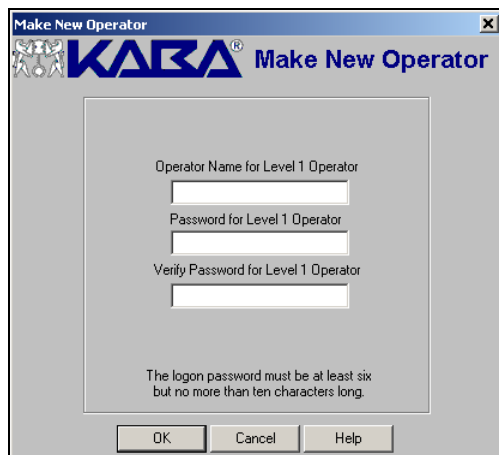 Make New Operator
KABA® Make New Operator
Operator Name for Level 1 Operator
Password for Level 1 Operator
Verify Password for Level 1 Operator
The logon password must be at least six
but no more than ten characters long.
OK Cancel Help